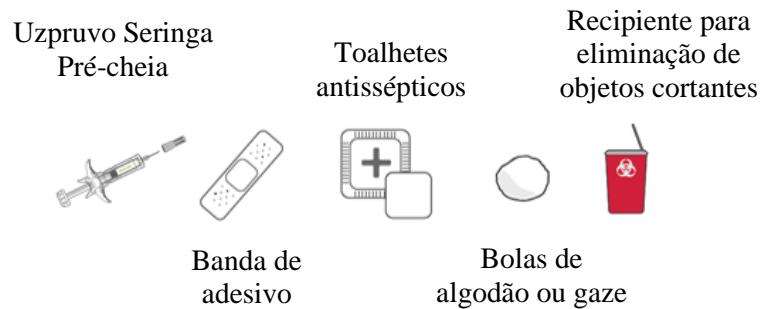 Uzpruvo Seringa
Pré-cheia
Toalhetes
antissépticos
Recipiente para
eliminação de
objetos cortantes
Banda de
adesivo
Bolas de
algodão ou gaze